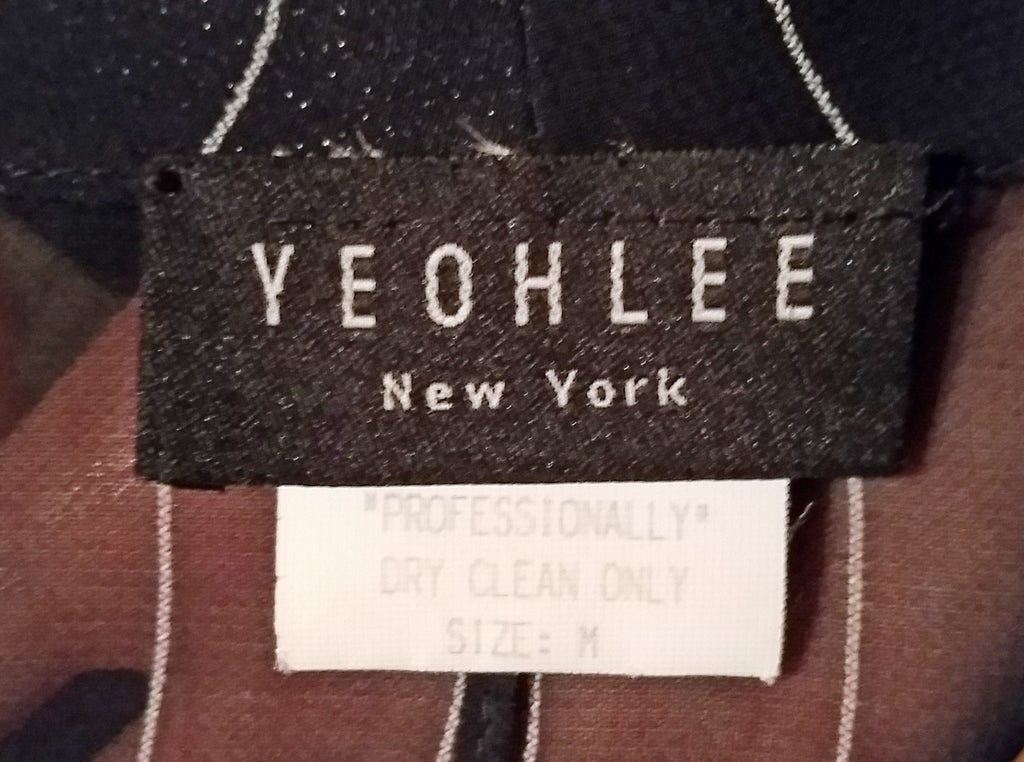 YEOHLEE
New York
"PROFESSIONALLY"
DRY CLEAN ONLY
SIZE: M